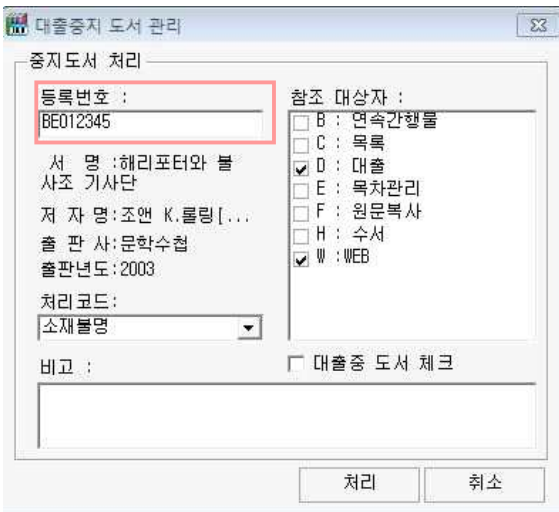 대출중지 도서 관리
중지도서 처리
등록번호 :
BE012345
서 명 :해리포터와 불
사조 기사단
저 자 명:조앤 K.롤링[...
출 판 사:문학수첩
출판년도:2003
처리코드:
소재불명
참조 대상자 :
B : 연속간행물
C : 목록
D : 대출
E : 목차관리
F : 원문복사
H : 수서
W :WEB
비고 :
대출중 도서 체크
처리
취소